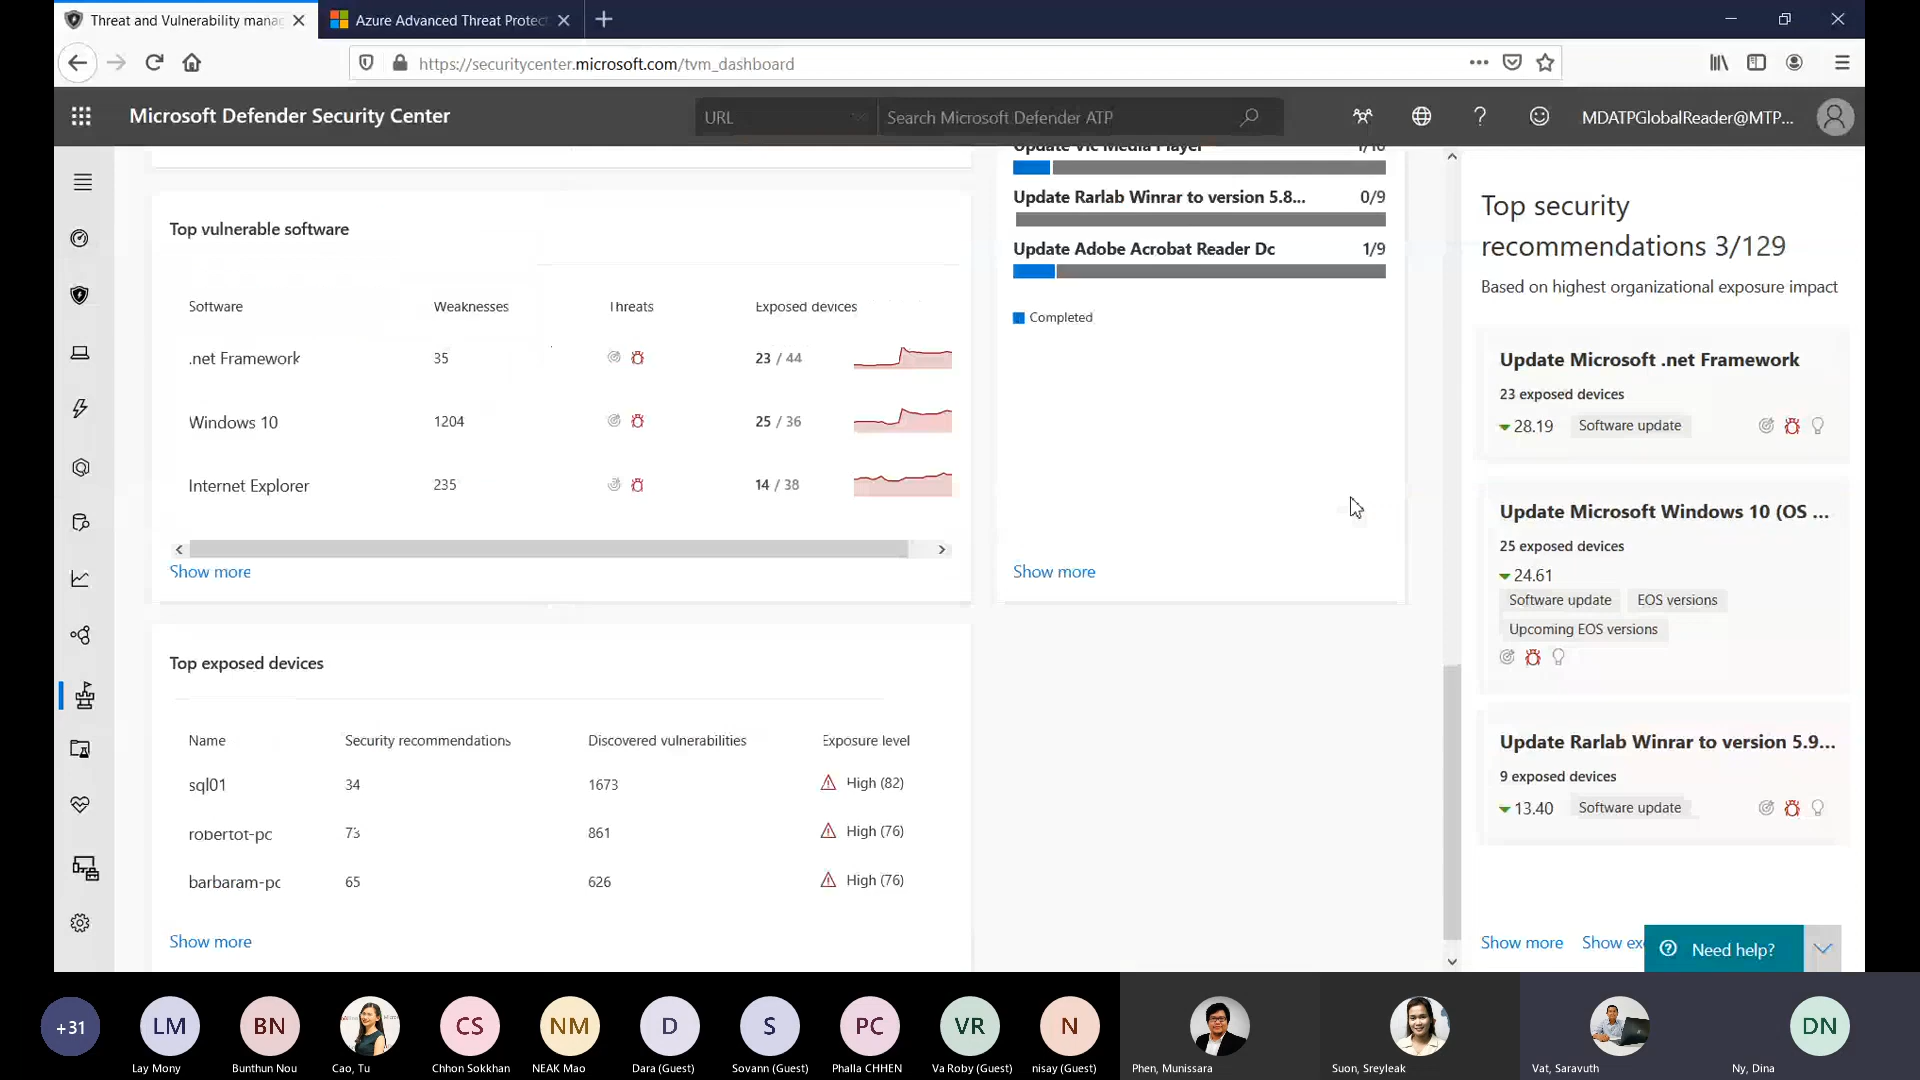 Threat and Vulnerability mana
Azure Advanced Threat Protec
https://securitycenter.microsoft.com/tvm_dashboard
Microsoft Defender Security Center
URL
Search Microsoft Defender ATP
MDATPGlobalReader@MTP...
Update Vlc Media Player
1/10
Update Rarlab Winrar to version 5.8...
0/9
Update Adobe Acrobat Reader Dc
1/9
Completed
Show more
Top vulnerable software
Software Weaknesses Threats Exposed devices
.net Framework 35 23 / 44
Windows 10 1204 25 / 36
Internet Explorer 235 14 / 38
Show more
Top exposed devices
Name Security recommendations Discovered vulnerabilities Exposure level
sql01 34 1673 High (82)
robertot-pc 73 861 High (76)
barbaram-pc 65 626 High (76)
Show more
Top security
recommendations 3/129
Based on highest organizational exposure impact
Update Microsoft .net Framework
23 exposed devices
28.19 Software update
Update Microsoft Windows 10 (OS ...
25 exposed devices
24.61
Software update EOS versions
Upcoming EOS versions
Update Rarlab Winrar to version 5.9...
9 exposed devices
13.40 Software update
Show more Show ex
Need help?
+31 LM BN CS NM D S PC VR N DN
Lay Mony Bunthun Nou Cao, Tu Chhon Sokkhan NEAK Mao Dara (Guest) Sovann (Guest) Phalla CHHEN Va Roby (Guest) nisay (Guest) Phen, Munissara Suon, Sreyleak Vat, Saravuth Ny, Dina